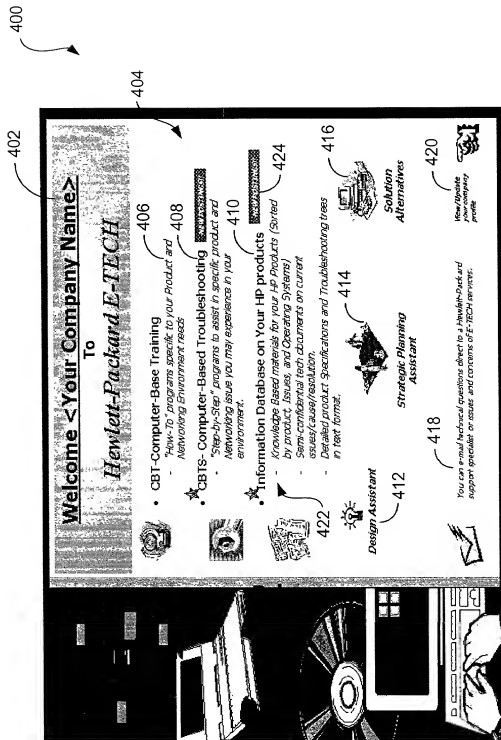 400
402
Welcome <Your Company Name>
To
Hewlett-Packard E-TECH
404
• CBT-Computer-Base Training
406
- "How-To" programs specific to your Product and
Networking Environment needs
408
• CBTS- Computer-Based Troubleshooting
- "Step-by-Step" programs to assist in specific product and
Networking issue you may experience in your
environment.
410
• Information Database on Your HP products
424
- Knowledge Based materials for your HP Products (Sorted
by product, Issues, and Operating Systems)
- Semi-confidential tech documents on current
issues/cause/resolution.
- Detailed product Specifications and Troubleshooting trees
in text format.
422
Design Assistant
412
414
Strategic Planning
Assistant
416
Solution
Alternatives
418
You can e-mail technical questions direct to a Hewlett-Packard
support specialist or issues and concerns of E-TECH services.
View/Update
your company
profile
420